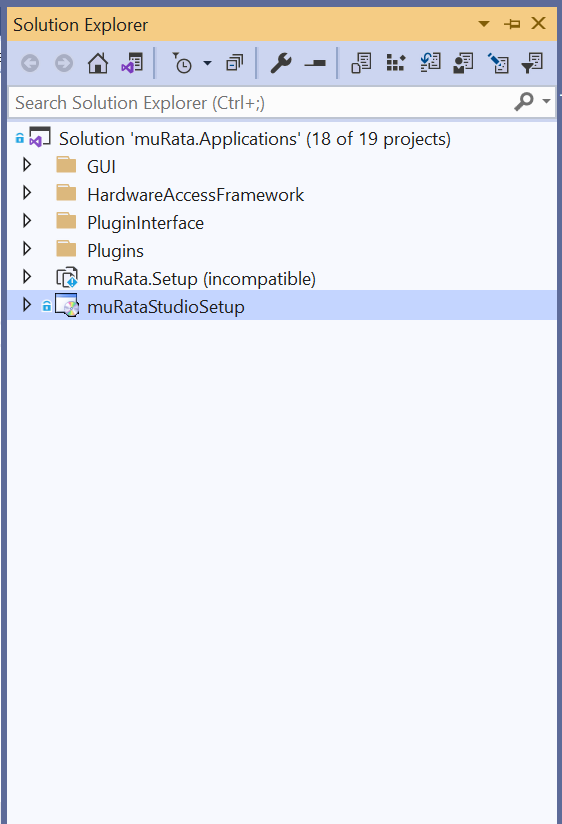 Solution Explorer
Search Solution Explorer (Ctrl+;)
Solution 'muRata.Applications' (18 of 19 projects)
GUI
HardwareAccessFramework
PluginInterface
Plugins
muRata.Setup (incompatible)
muRataStudioSetup